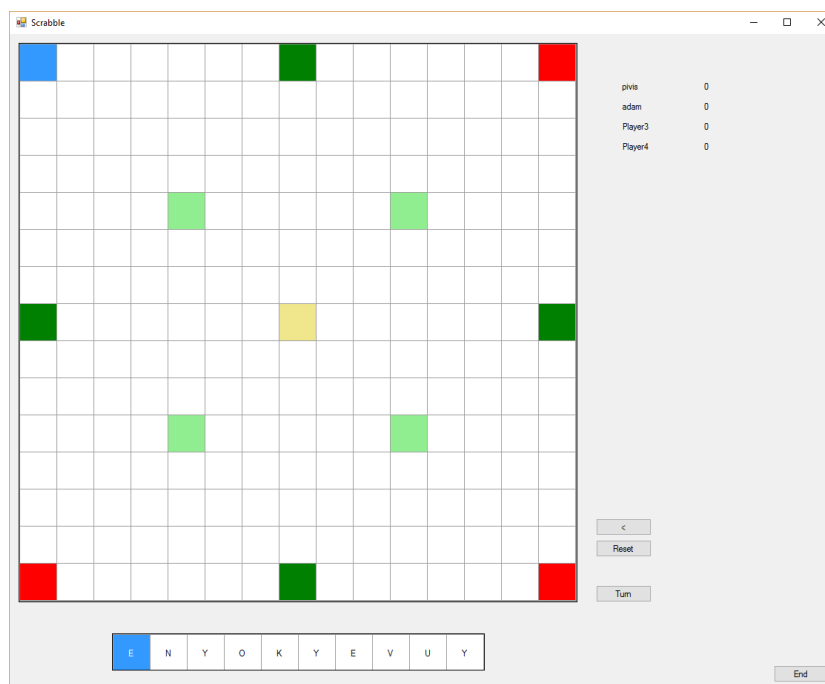 Scrabble
pivis 0
adam 0
Player3 0
Player4 0
<
Reset
Turn
E N Y O K Y E V U Y
End